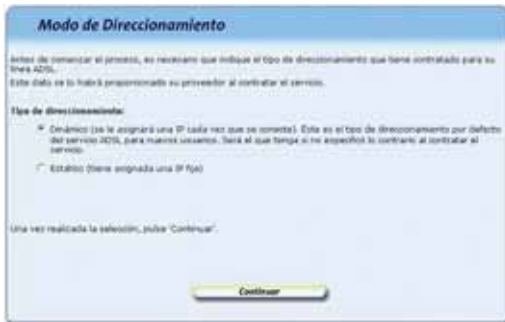 Modo de Direccionamiento
Antes de comenzar el proceso, es necesario que indique el tipo de direccionamiento que tiene contratado para su
línea ADSL.
Este dato se lo habrá proporcionado su proveedor al contratar el servicio.
Tipo de direccionamiento:
Dinámico (se le asignará una IP cada vez que se conecte). Este es el tipo de direccionamiento por defecto
del servicio ADSL para nuevos usuarios. Será el que tenga si no especificó lo contrario al contratar el
servicio.
Estático (tiene asignada una IP fija)
Una vez realizada la selección, pulse 'Continuar'.
Continuar